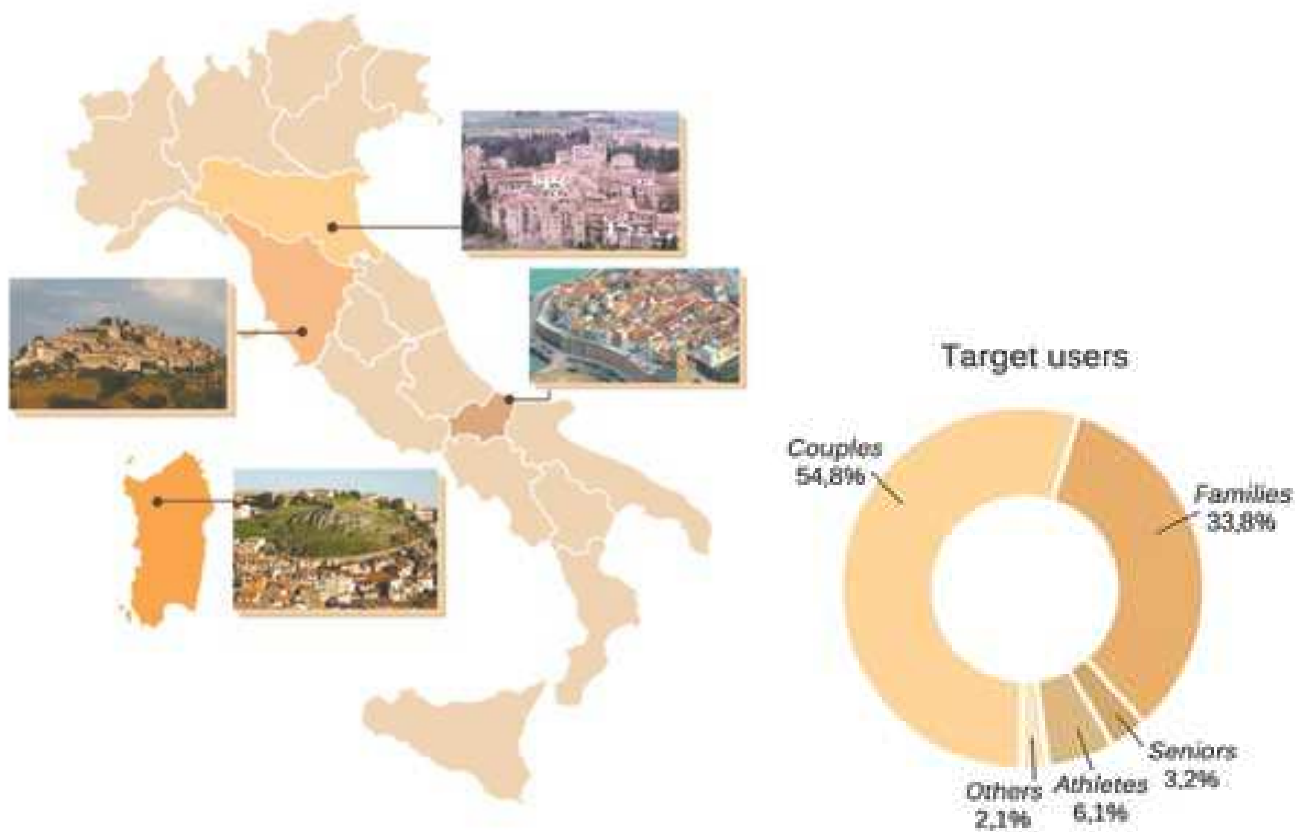 Target users
Couples
54,8%
Families
33,8%
Seniors
3,2%
Athletes
6,1%
Others
2,1%